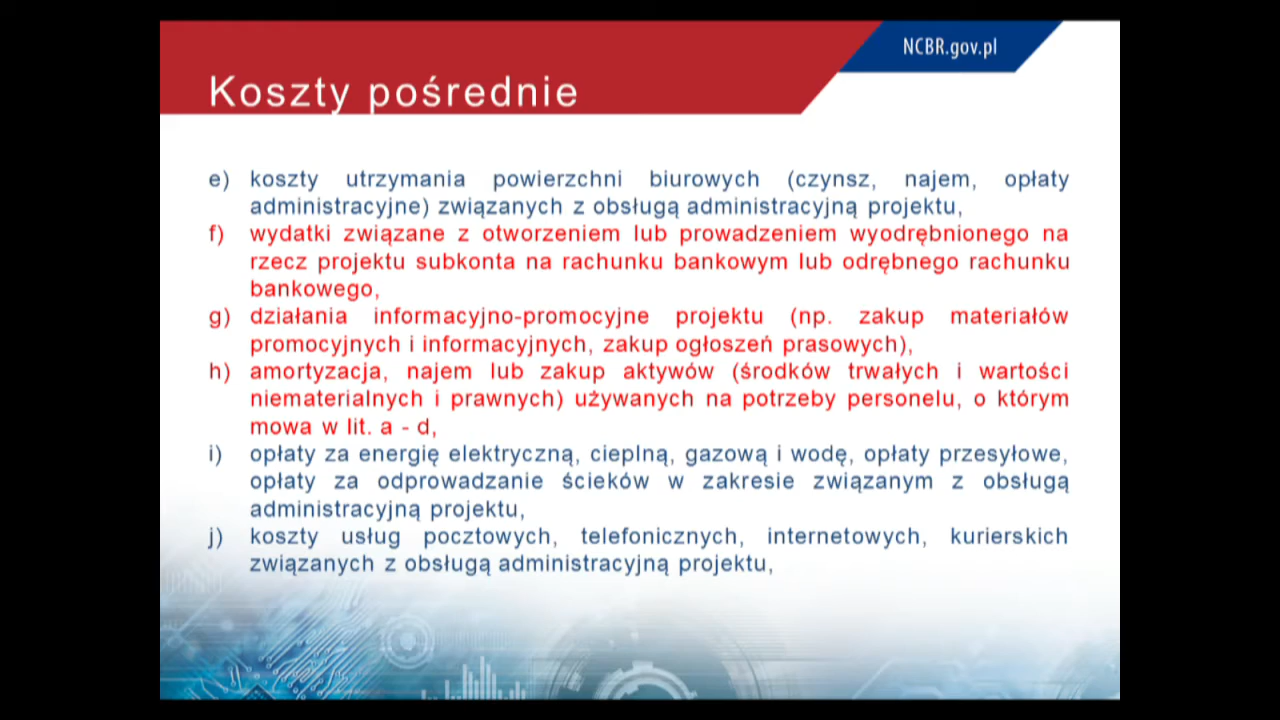 NCBR.gov.pl
Koszty pośrednie
e) koszty utrzymania powierzchni biurowych (czynsz, najem, opłaty
administracyjne) związanych z obsługą administracyjną projektu,
f) wydatki związane z otworzeniem lub prowadzeniem wyodrębnionego na
rzecz projektu subkonta na rachunku bankowym lub odrębnego rachunku
bankowego,
g) działania informacyjno-promocyjne projektu (np. zakup materiałów
promocyjnych i informacyjnych, zakup ogłoszeń prasowych),
h) amortyzacja, najem lub zakup aktywów (środków trwałych i wartości
niematerialnych i prawnych) używanych na potrzeby personelu, o którym
mowa w lit. a - d,
i) opłaty za energię elektryczną, cieplną, gazową i wodę, opłaty przesyłowe,
opłaty za odprowadzanie ścieków w zakresie związanym z obsługą
administracyjną projektu,
j) koszty usług pocztowych, telefonicznych, internetowych, kurierskich
związanych z obsługą administracyjną projektu,